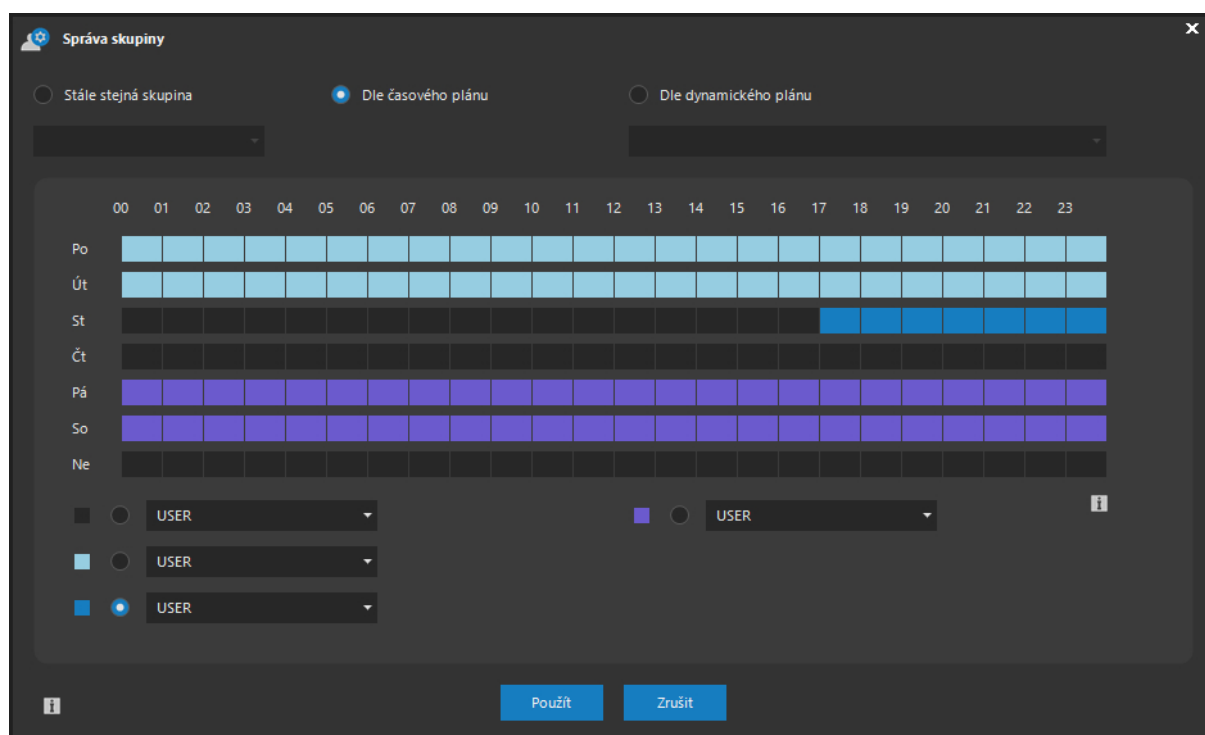 Správa skupiny
Stále stejná skupina Dle časového plánu Dle dynamického plánu
00 01 02 03 04 05 06 07 08 09 10 11 12 13 14 15 16 17 18 19 20 21 22 23
Po
Út
St
Čt
Pá
So
Ne
USER USER
USER
USER
Použít Zrušit